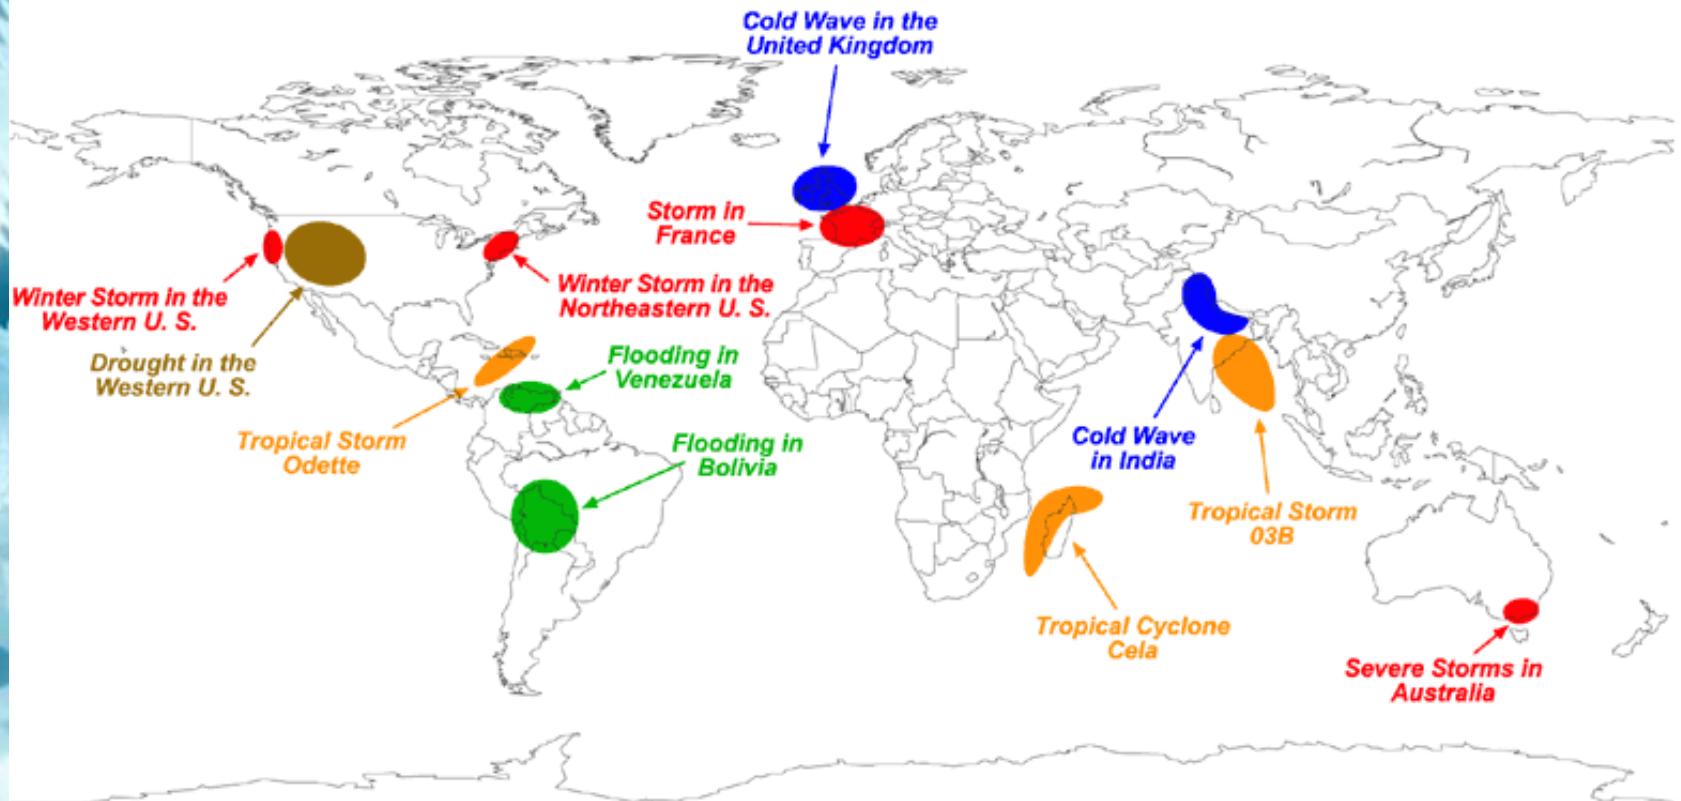 Cold Wave in the
United Kingdom
Storm in
France
Winter Storm in the
Western U. S.
Winter Storm in the
Northeastern U. S.
Drought in the
Western U. S.
Flooding in
Venezuela
Tropical Storm
Odette
Flooding in
Bolivia
Cold Wave
in India
Tropical Storm
03B
Tropical Cyclone
Cela
Severe Storms in
Australia